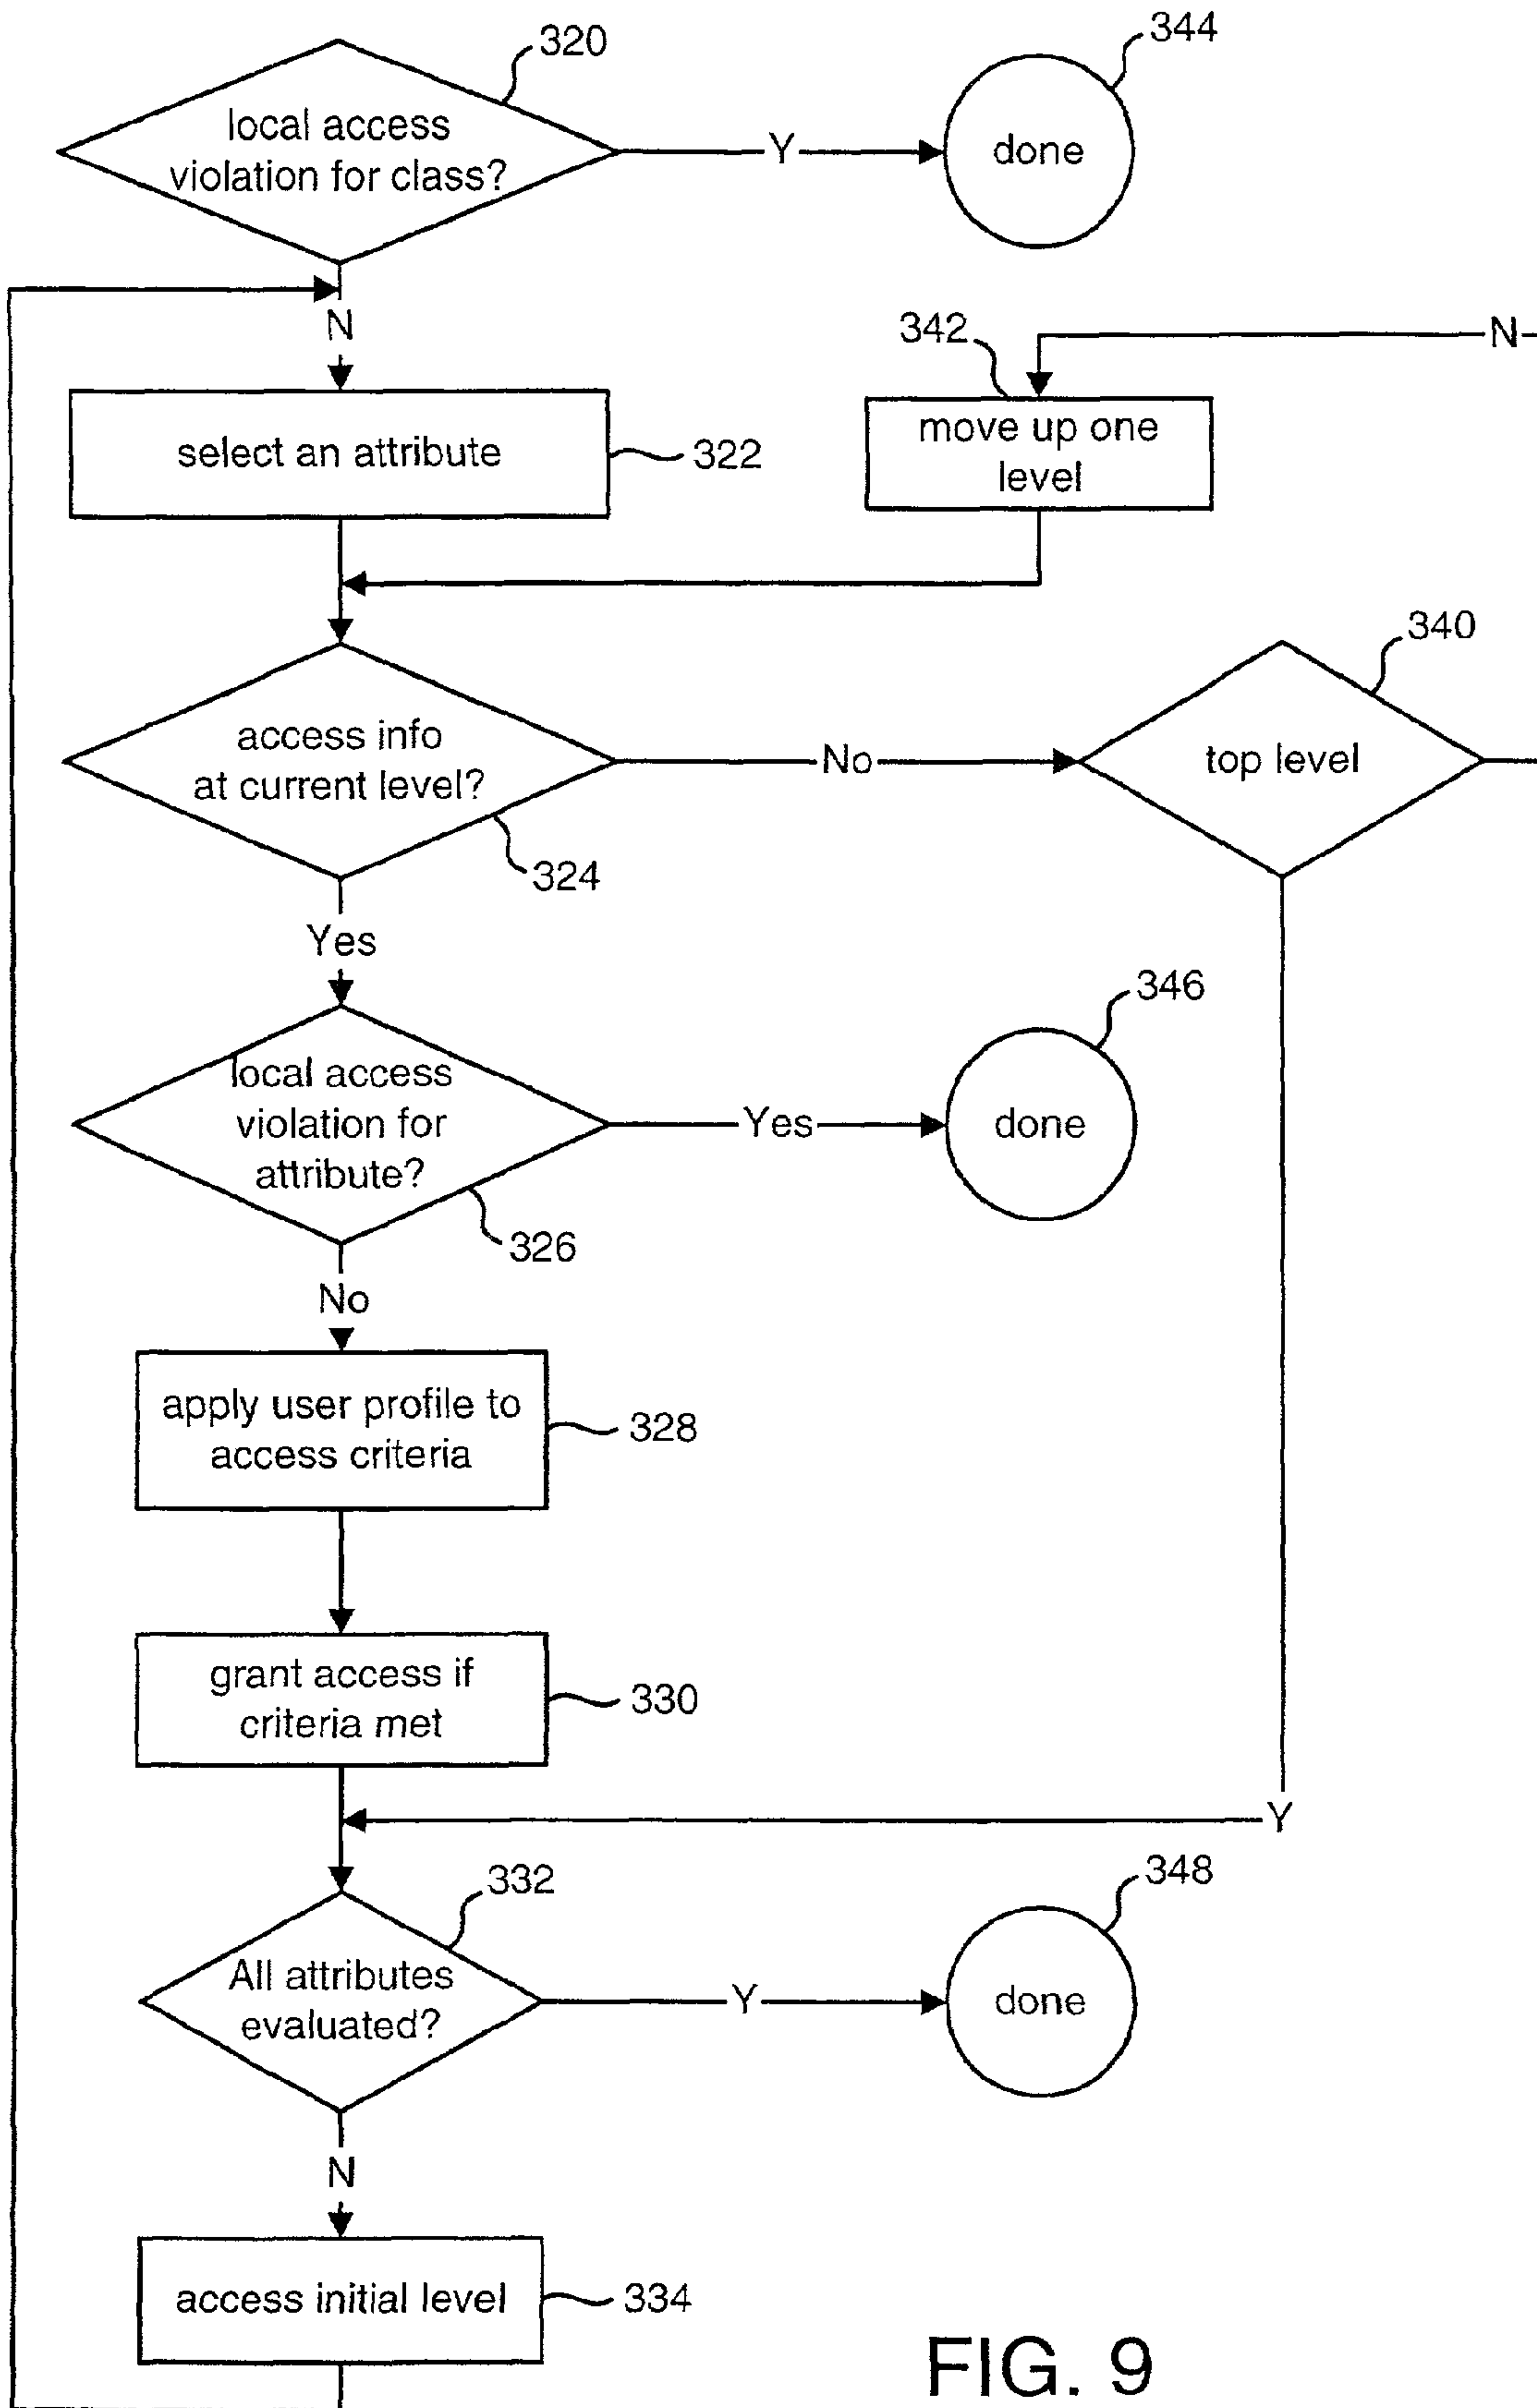 320
344
local access
violation for class?
Y
done
N
342
N
select an attribute
322
move up one
level
340
access info
at current level?
No
top level
324
Yes
346
local access
violation for
attribute?
Yes
done
326
No
apply user profile to
access criteria
328
grant access if
criteria met
330
Y
332
348
All attributes
evaluated?
Y
done
N
access initial level
334
FIG. 9